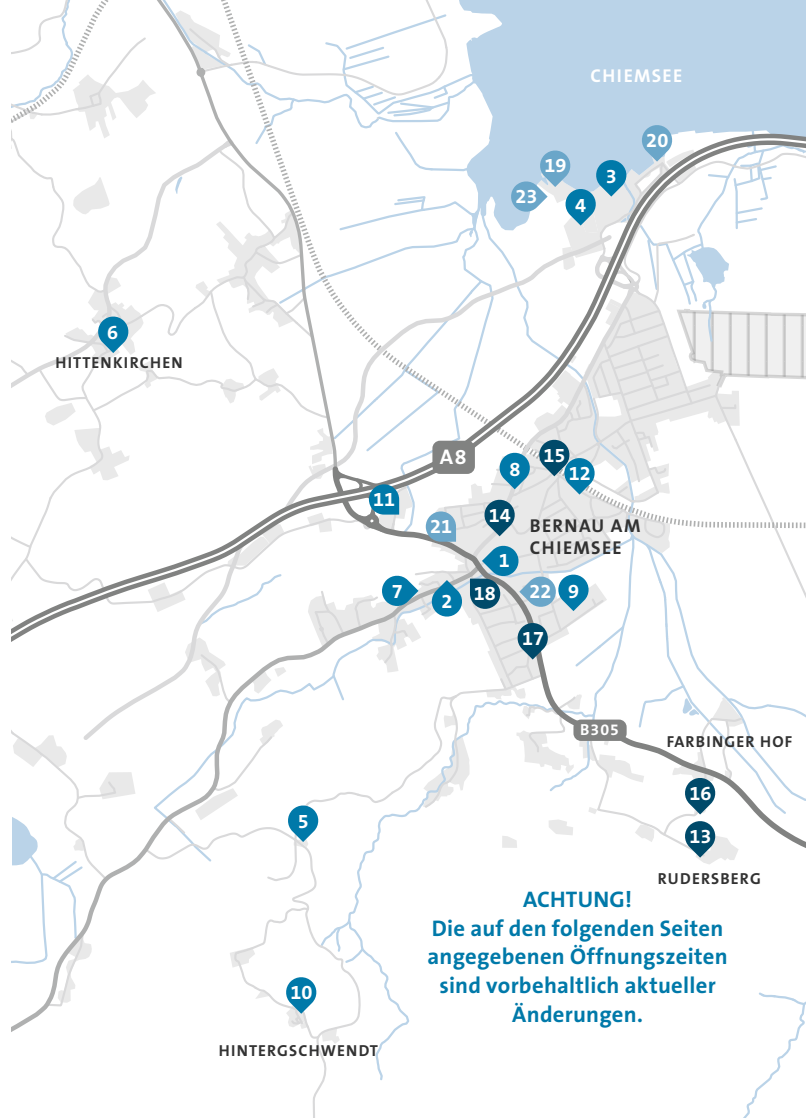 CHIEMSEE
20
19
3
23
4
6
HITTENKIRCHEN
A8
15
8
12
11
14
21
BERNAU AM
CHIEMSEE
1
7
2
18
22
9
17
B305
FARBINGER HOF
16
5
13
RUDERSBERG
ACHTUNG!
Die auf den folgenden Seiten
angegebenen Öffnungszeiten
sind vorbehaltlich aktueller
Änderungen.
10
HINTERGSCHWENDT